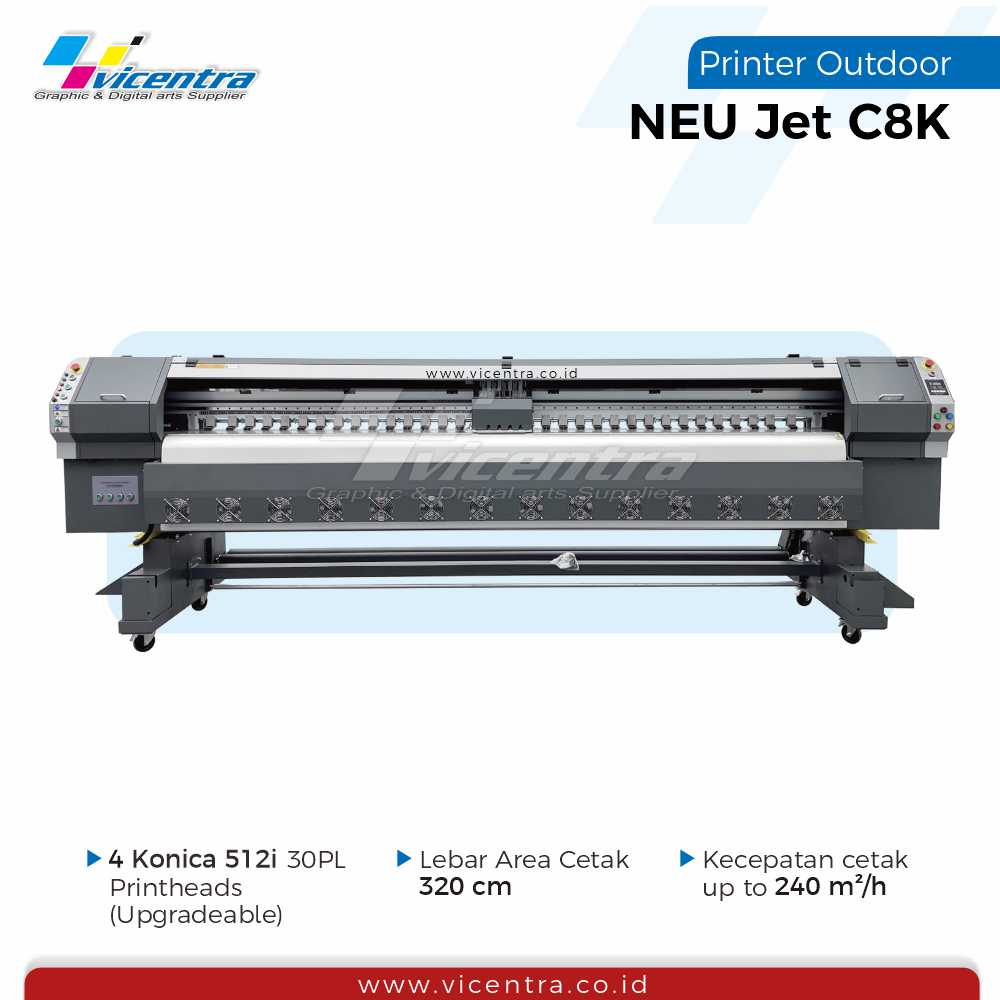 vicentra
Graphic & Digital arts Supplier
Printer Outdoor
NEU Jet C8K
www.vicentra.co.id
vicentra
Graphic & Digital arts Supplier
4 Konica 512i 30PL
Printheads
(Upgradeable)
Lebar Area Cetak
320 cm
Kecepatan cetak
up to 240 m²/h
www.vicentra.co.id